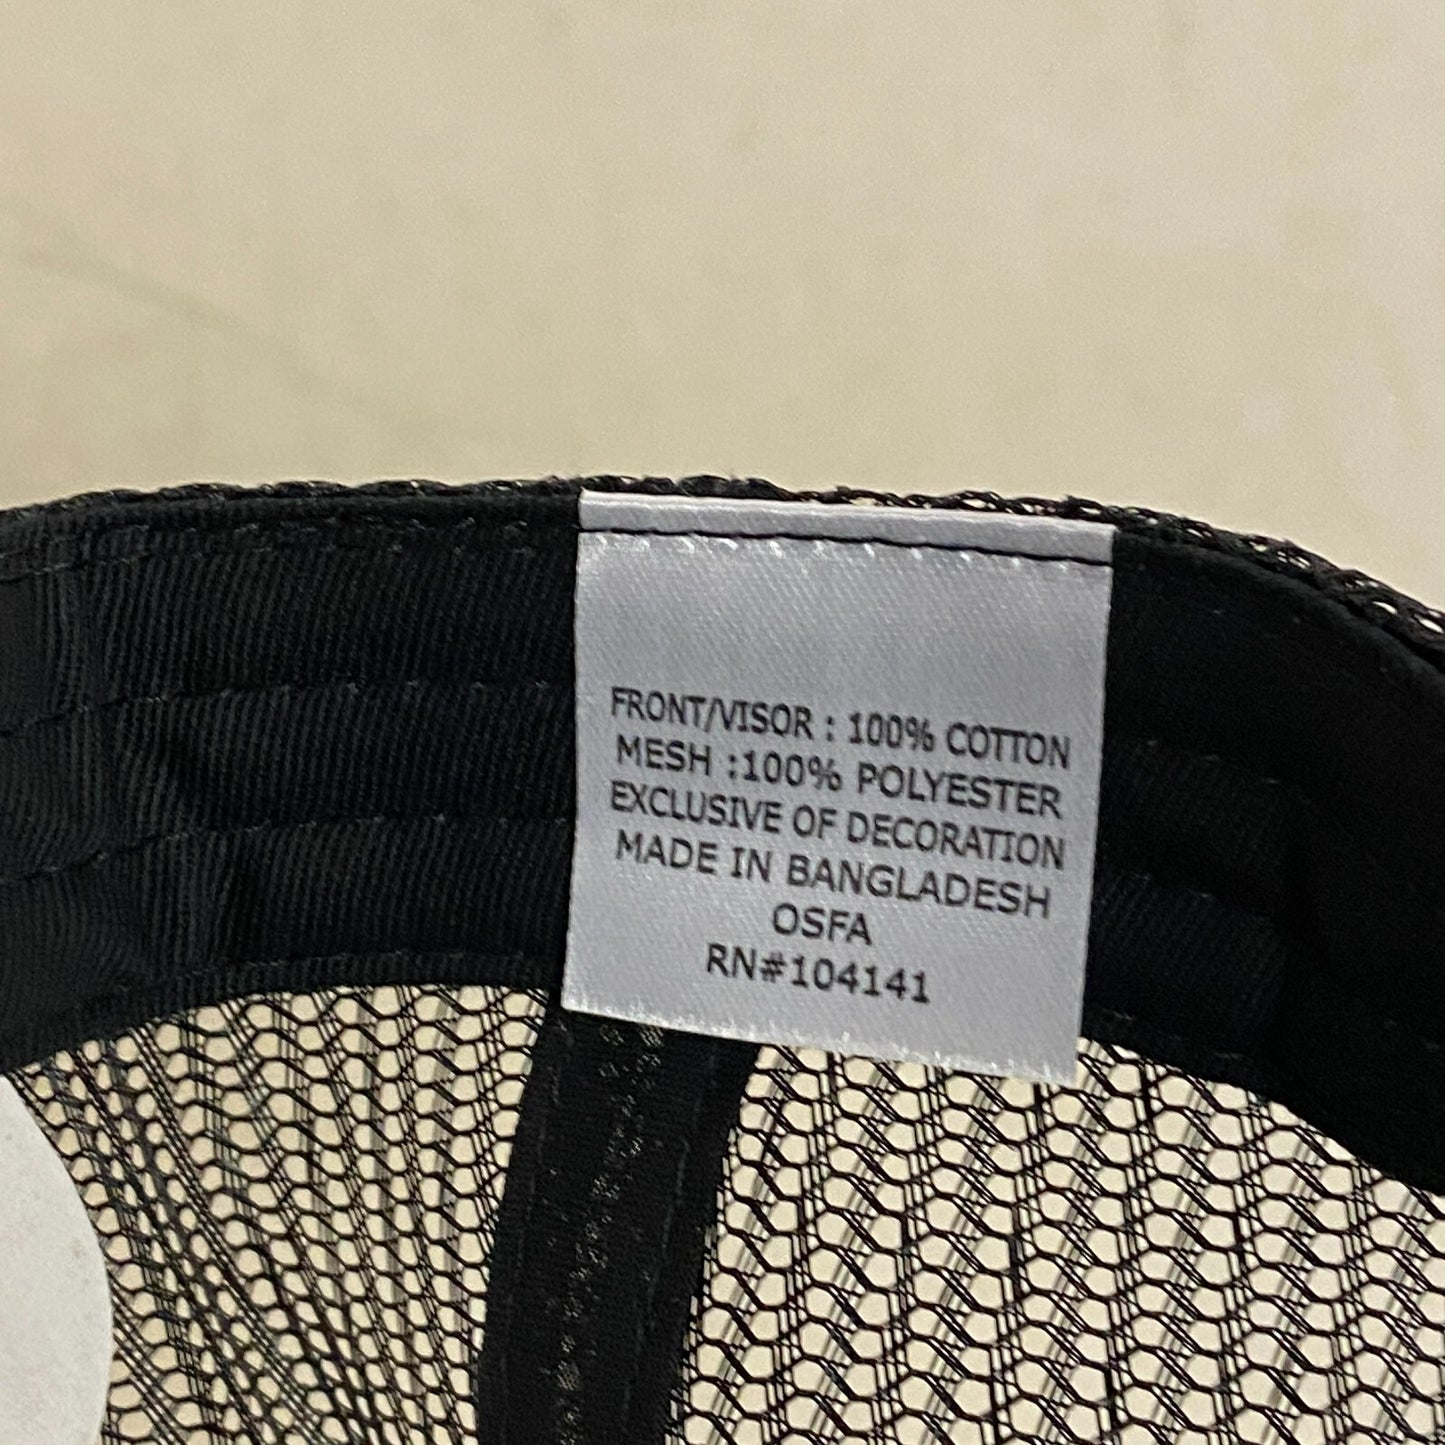 FRONT/VISOR : 100% COTTON
MESH :100% POLYESTER
EXCLUSIVE OF DECORATION
MADE IN BANGLADESH
OSFA
RN#104141